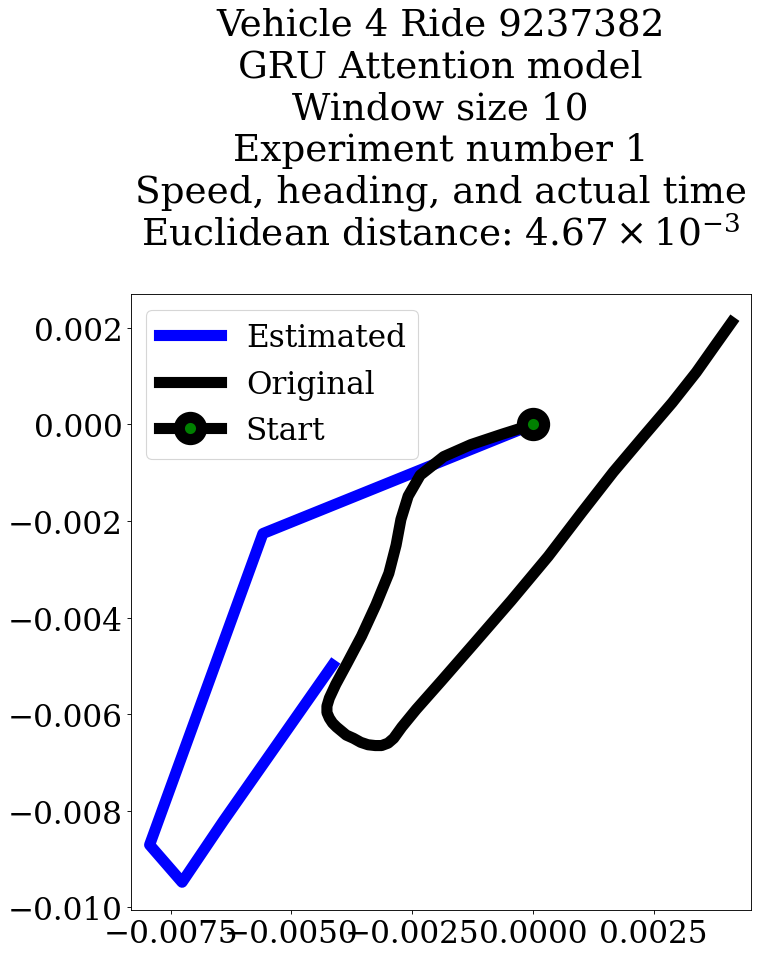 Vehicle 4 Ride 9237382
GRU Attention model
Window size 10
Experiment number 1
Speed, heading, and actual time
Euclidean distance: 4.67 × 10⁻³
Estimated
Original
Start
0.002
0.000
−0.002
−0.004
−0.006
−0.008
−0.010
−0.0075 −0.0050 −0.0025 0.0000 0.0025